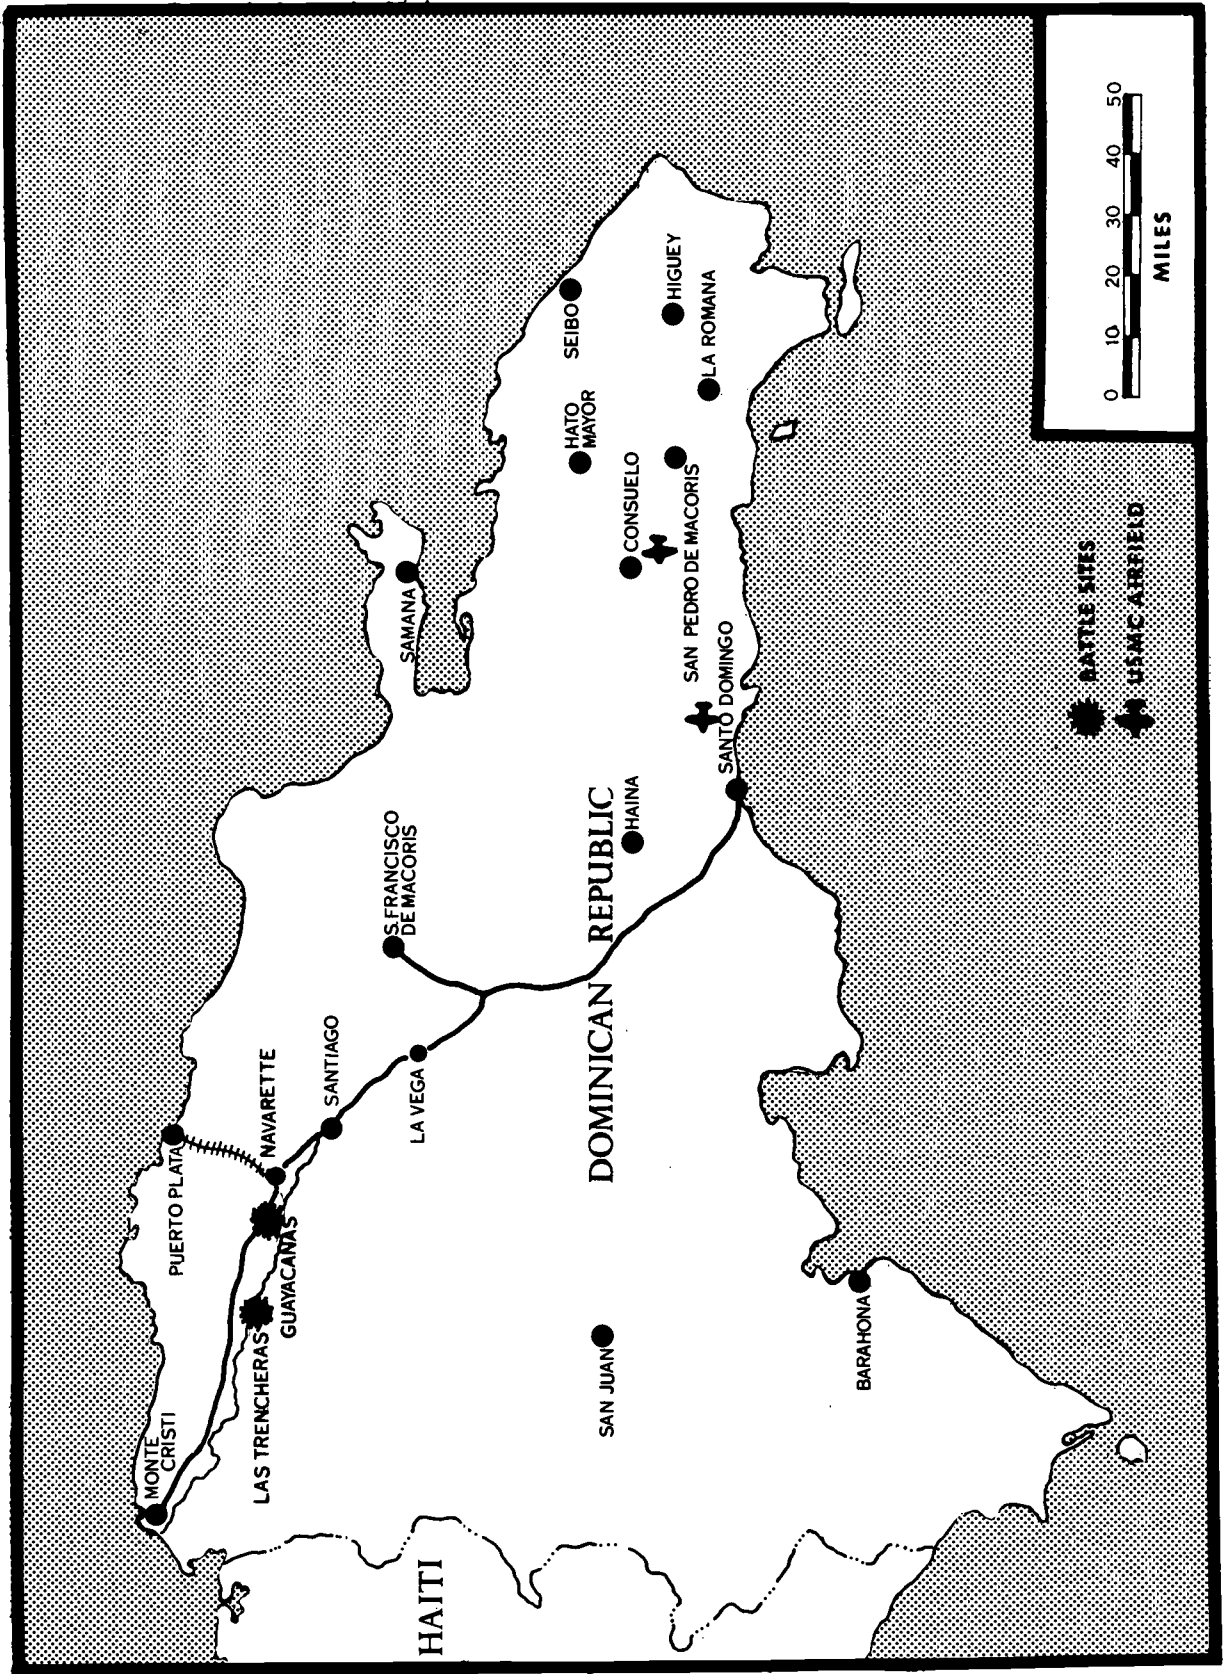 MONTE
CRISTI
PUERTO PLATA
NAVARETTE
LAS TRENCHERAS
GUAYACANAS
SANTIAGO
LA VEGA
S. FRANCISCO
DE MACORIS
SAMANA
SEIBO
HATO
MAYOR
HIGUEY
LA ROMANA
CONSUELO
SAN PEDRO DE MACORIS
SANTO DOMINGO
HAINA
DOMINICAN REPUBLIC
HAITI
SAN JUAN
BARAHONA
BATTLE SITES
USMC AIRFIELD
0 10 20 30 40 50
MILES